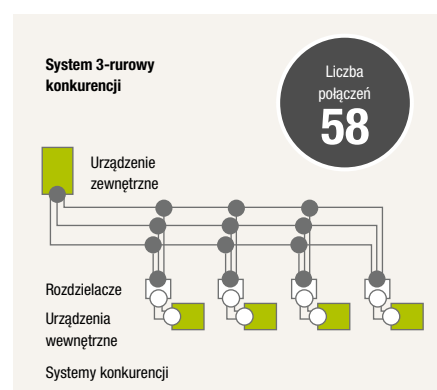 System 3-rurowy
konkurencji
Liczba
połączeń
58
Urządzenie
zewnętrzne
Rozdzielacze
Urządzenia
wewnętrzne
Systemy konkurencji